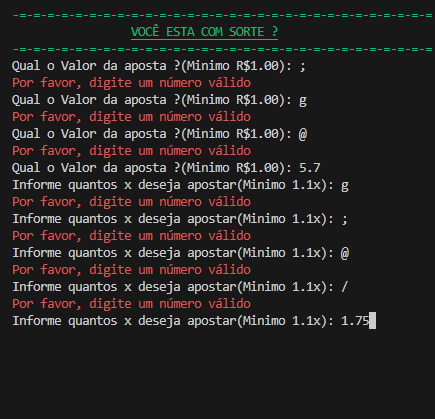 -=-=-=-=-=-=-=-=-=-=-=-=-=-=-=-=-=-=-=-=-=-=-=-=-=-=-=-
VOCÊ ESTA COM SORTE ?
-=-=-=-=-=-=-=-=-=-=-=-=-=-=-=-=-=-=-=-=-=-=-=-=-=-=-=-
Qual o Valor da aposta ?(Minimo R$1.00): ;
Por favor, digite um número válido
Qual o Valor da aposta ?(Minimo R$1.00): g
Por favor, digite um número válido
Qual o Valor da aposta ?(Minimo R$1.00): @
Por favor, digite um número válido
Qual o Valor da aposta ?(Minimo R$1.00): 5.7
Informe quantos x deseja apostar(Minimo 1.1x): g
Por favor, digite um número válido
Informe quantos x deseja apostar(Minimo 1.1x): ;
Por favor, digite um número válido
Informe quantos x deseja apostar(Minimo 1.1x): @
Por favor, digite um número válido
Informe quantos x deseja apostar(Minimo 1.1x): /
Por favor, digite um número válido
Informe quantos x deseja apostar(Minimo 1.1x): 1.75